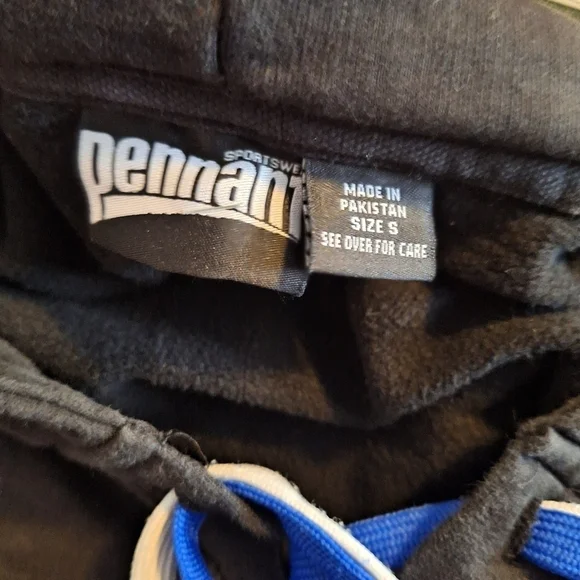 SPORTSWE
pennant
MADE IN
PAKISTAN
SIZE S
SEE OVER FOR CARE